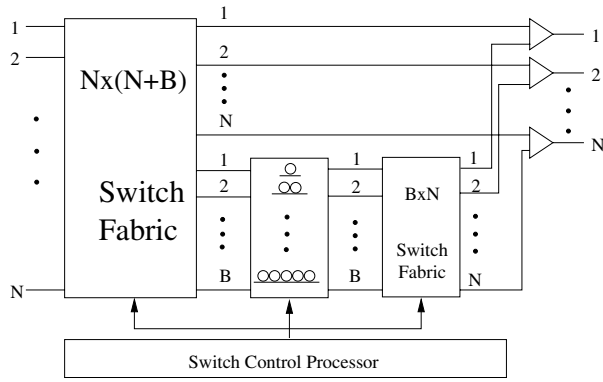 1
2
N
Nx(N+B)
Switch
Fabric
1
2
N
1
2
B
1
2
B
BxN
Switch
Fabric
1
2
N
1
2
N
Switch Control Processor